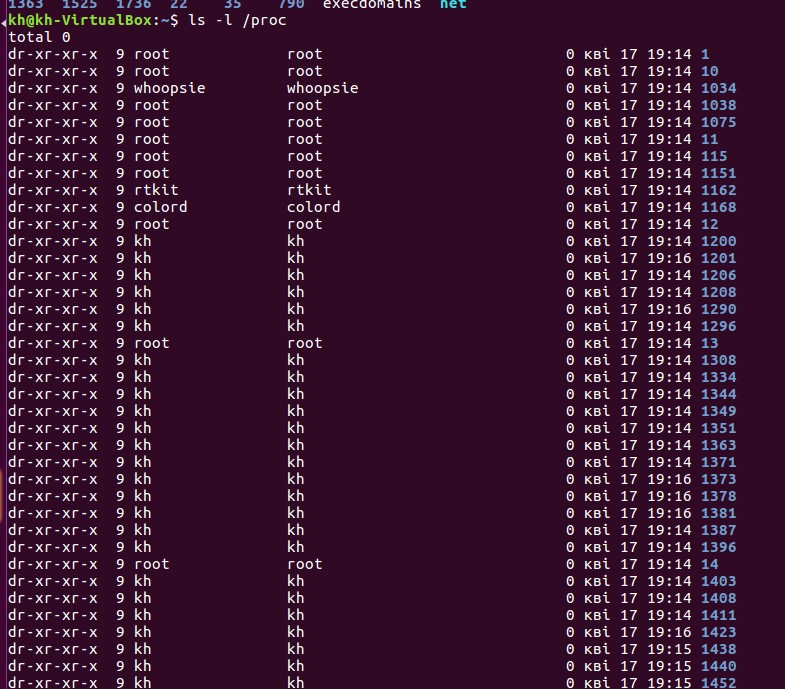 1363 1525 1736 22 35 790 execdomains net
kh@kh-VirtualBox:~$ ls -l /proc
total 0
dr-xr-xr-x 9 root root 0 кві 17 19:14 1
dr-xr-xr-x 9 root root 0 кві 17 19:14 10
dr-xr-xr-x 9 whoopsie whoopsie 0 кві 17 19:14 1034
dr-xr-xr-x 9 root root 0 кві 17 19:14 1038
dr-xr-xr-x 9 root root 0 кві 17 19:14 1075
dr-xr-xr-x 9 root root 0 кві 17 19:14 11
dr-xr-xr-x 9 root root 0 кві 17 19:14 115
dr-xr-xr-x 9 root root 0 кві 17 19:14 1151
dr-xr-xr-x 9 rtkit rtkit 0 кві 17 19:14 1162
dr-xr-xr-x 9 colord colord 0 кві 17 19:14 1168
dr-xr-xr-x 9 root root 0 кві 17 19:14 12
dr-xr-xr-x 9 kh kh 0 кві 17 19:14 1200
dr-xr-xr-x 9 kh kh 0 кві 17 19:16 1201
dr-xr-xr-x 9 kh kh 0 кві 17 19:14 1206
dr-xr-xr-x 9 kh kh 0 кві 17 19:14 1208
dr-xr-xr-x 9 kh kh 0 кві 17 19:16 1290
dr-xr-xr-x 9 kh kh 0 кві 17 19:14 1296
dr-xr-xr-x 9 root root 0 кві 17 19:14 13
dr-xr-xr-x 9 kh kh 0 кві 17 19:14 1308
dr-xr-xr-x 9 kh kh 0 кві 17 19:14 1334
dr-xr-xr-x 9 kh kh 0 кві 17 19:14 1344
dr-xr-xr-x 9 kh kh 0 кві 17 19:14 1349
dr-xr-xr-x 9 kh kh 0 кві 17 19:14 1351
dr-xr-xr-x 9 kh kh 0 кві 17 19:14 1363
dr-xr-xr-x 9 kh kh 0 кві 17 19:14 1371
dr-xr-xr-x 9 kh kh 0 кві 17 19:16 1373
dr-xr-xr-x 9 kh kh 0 кві 17 19:16 1378
dr-xr-xr-x 9 kh kh 0 кві 17 19:16 1381
dr-xr-xr-x 9 kh kh 0 кві 17 19:14 1387
dr-xr-xr-x 9 kh kh 0 кві 17 19:14 1396
dr-xr-xr-x 9 root root 0 кві 17 19:14 14
dr-xr-xr-x 9 kh kh 0 кві 17 19:14 1403
dr-xr-xr-x 9 kh kh 0 кві 17 19:14 1408
dr-xr-xr-x 9 kh kh 0 кві 17 19:14 1411
dr-xr-xr-x 9 kh kh 0 кві 17 19:16 1423
dr-xr-xr-x 9 kh kh 0 кві 17 19:15 1438
dr-xr-xr-x 9 kh kh 0 кві 17 19:15 1440
dr-xr-xr-x 9 kh kh 0 кві 17 19:15 1452